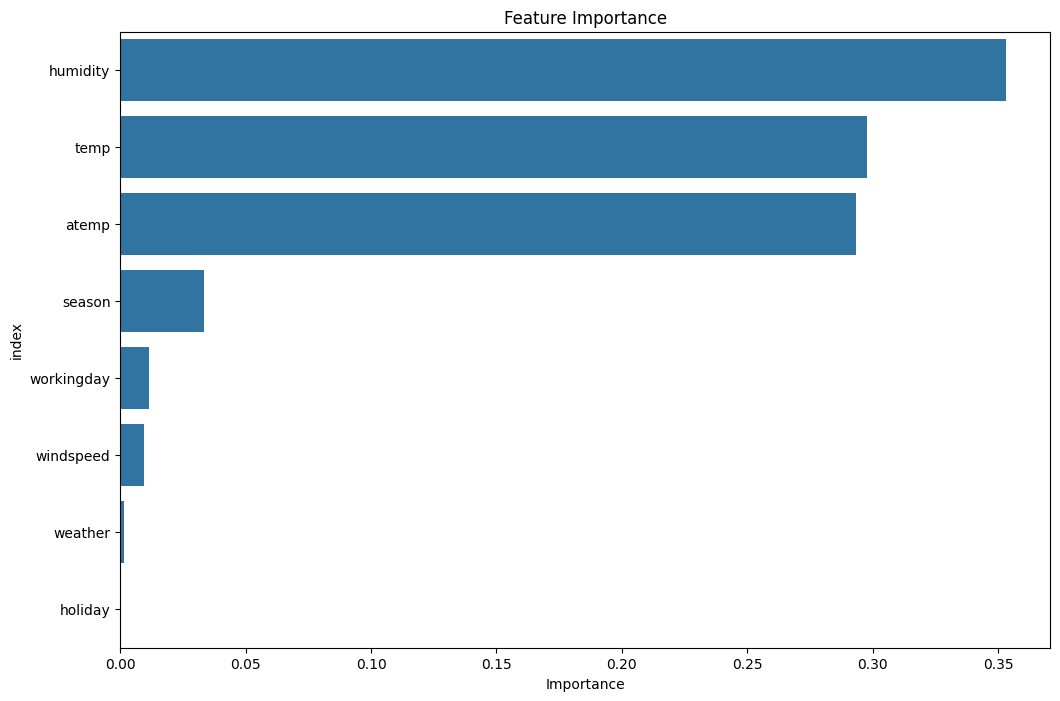 Feature Importance
humidity
temp
atemp
season
workingday
windspeed
weather
holiday
index
0.00 0.05 0.10 0.15 0.20 0.25 0.30 0.35
Importance